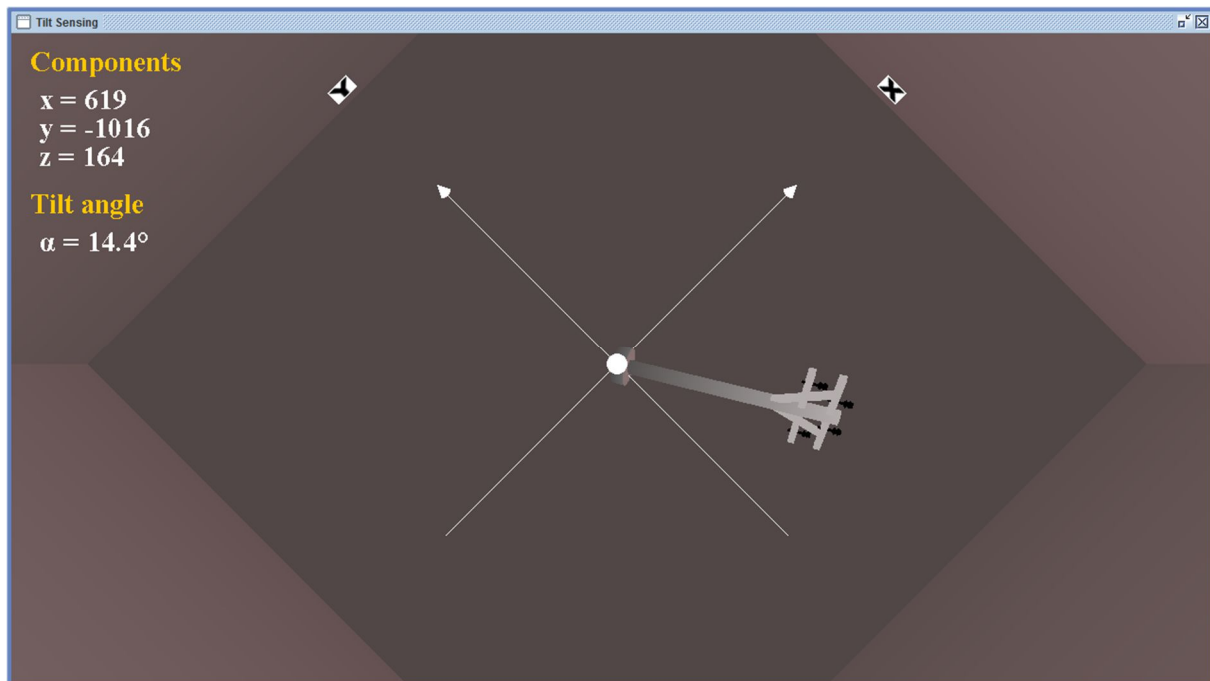 Tilt Sensing
Components
x = 619
y = -1016
z = 164
Tilt angle
α = 14.4°
Y
X